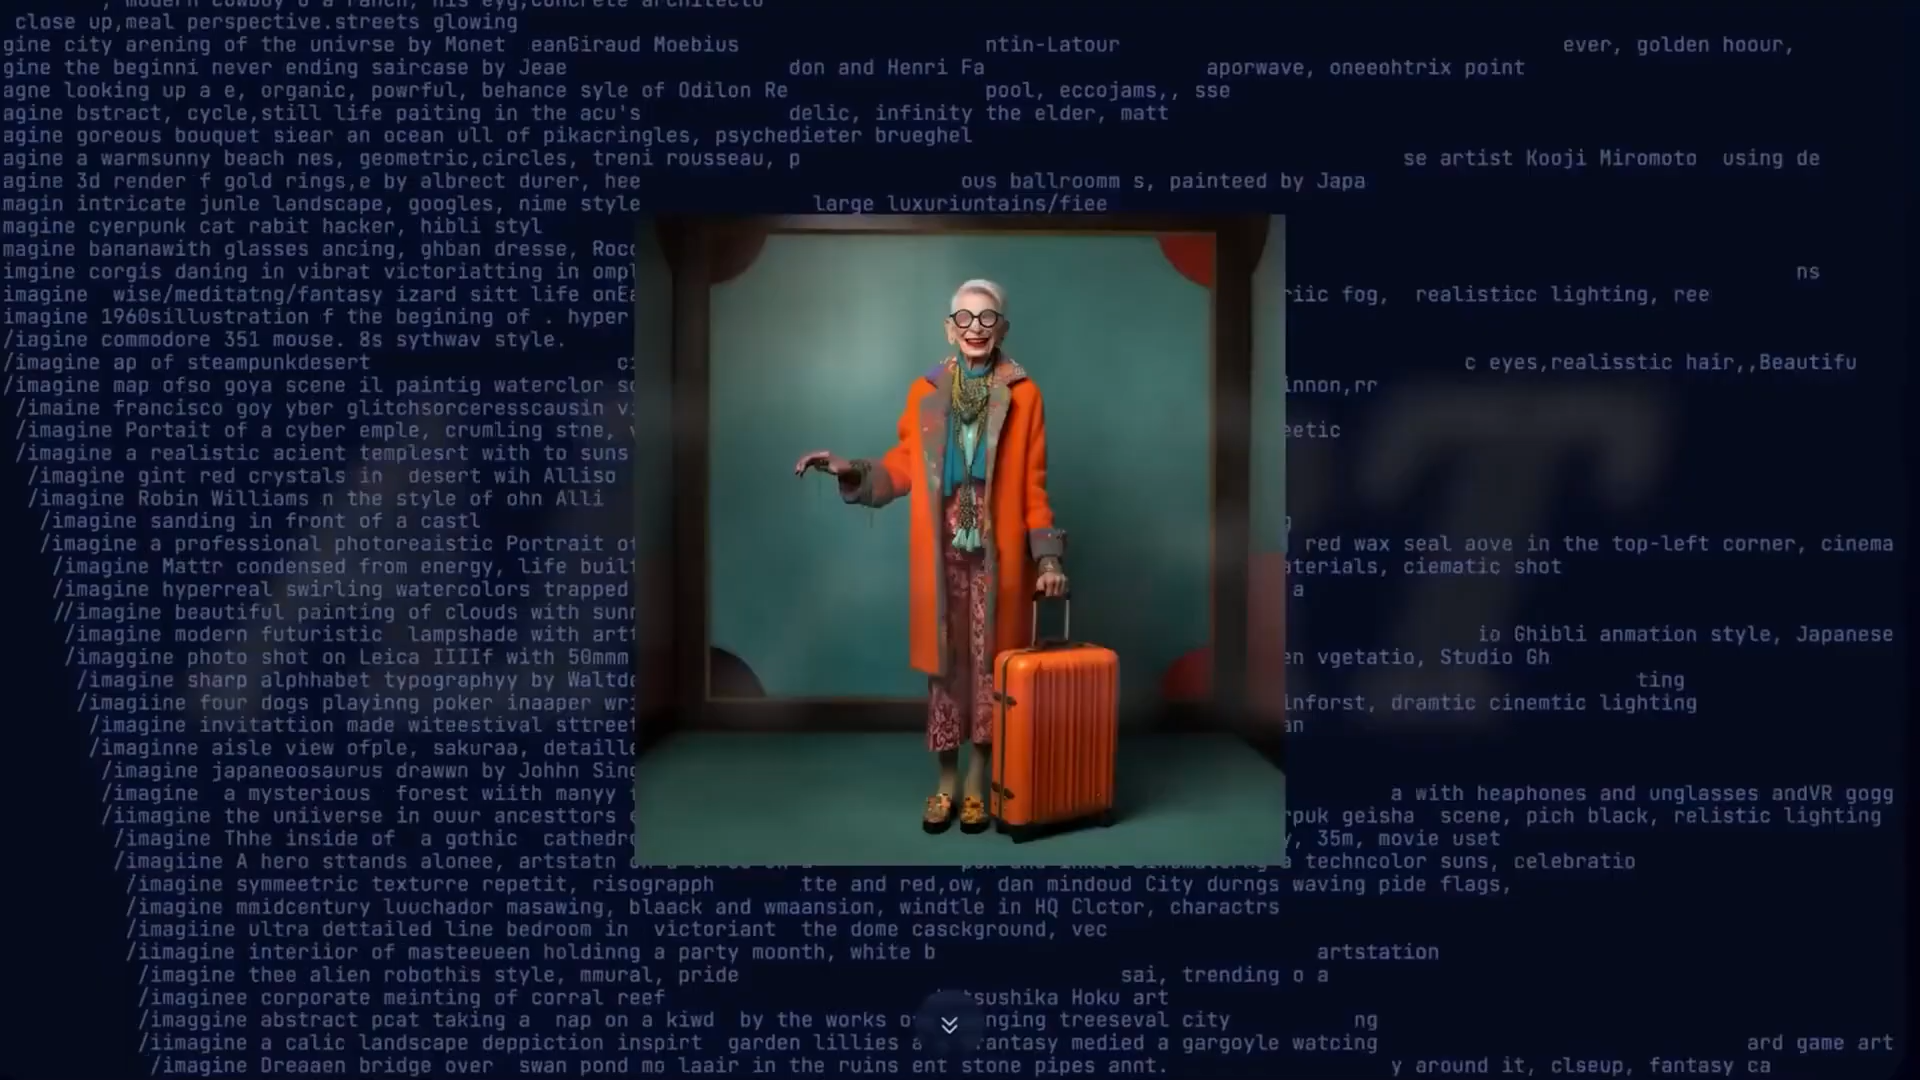 , modern cowboy o a ranch, his eyg,concrete architectu
close up,meal perspective.streets glowing
gine city arening of the univrse by Monet eanGiraud Moebius ntin-Latour ever, golden hoour,
gine the beginni never ending saircase by Jeae don and Henri Fa aporwave, oneeohtrix point
agne looking up a e, organic, powrful, behance syle of Odilon Re pool, eccojams,, sse
agine bstract, cycle,still life paiting in the acu's delic, infinity the elder, matt
agine goreous bouquet siear an ocean ull of pikacringles, psychedieter brueghel
agine a warmsunny beach nes, geometric,circles, treni rousseau, p se artist Kooji Miromoto using de
agine 3d render f gold rings,e by albrect durer, hee ous ballroomm s, painteed by Japa
magin intricate junle landscape, googles, nime style large luxuriuntains/fiee
magine cyerpunk cat rabit hacker, hibli styl
magine bananawith glasses ancing, ghban dresse, Roco
imgine corgis daning in vibrat victoriatting in ompl ns
imagine wise/meditatng/fantasy izard sitt life onEa riic fog, realisticc lighting, ree
imagine 1960sillustration f the begining of . hyper
/iagine commodore 351 mouse. 8s sythwav style.
/imagine ap of steampunkdesert c eyes,realisstic hair,,Beautifu
/imagine map ofso goya scene il paintig waterclor sc innon,rr
/imaine francisco goy yber glitchsorceresscausin vi
/imagine Portait of a cyber emple, crumling stne, eetic
/imagine a realistic acient templesrt with to suns
/imagine gint red crystals in desert wih Alliso
/imagine Robin Williams n the style of ohn Alli
/imagine sanding in front of a castl
/imagine a professional photoreaistic Portrait of red wax seal aove in the top-left corner, cinema
/imagine Mattr condensed from energy, life built aterials, ciematic shot
/imagine hyperreal swirling watercolors trapped a
//imagine beautiful painting of clouds with sunr
/imagine modern futuristic lampshade with artt io Ghibli anmation style, Japanese
/imaggine photo shot on Leica IIIIf with 50mmm en vgetatio, Studio Gh
/imagine sharp alphhabet typographyy by Waltde ting
/imaginee four dogs playinng poker inaaper wri inforst, dramtic cinemtic lighting
/imagine invitattion made witeestival sttreet an
/imaginne aisle view ofple, sakuraa, detaille
/imagine japaneoosaurus drawwn by Johhn Sing
/imagine a mysterious forest wiith manyy a with heaphones and unglasses andVR gogg
/iimagine the uniiverse in ouur ancesttors e rpuk geisha scene, pich black, relistic lighting
/imagine Thhe inside of a gothic cathedr , 35m, movie uset
/imagiine A hero sttands alonee, artstatn a techncolor suns, celebratio
/imagine symmeetric texturre repetit, risograpph tte and red,ow, dan mindoud City durngs waving pide flags,
/imagine mmidcentury luuchador masawing, blaack and wmaansion, windtle in HQ Clctor, charactrs
/imagiine ultra dettailed line bedroom in victoriant the dome casckground, vec
/iimagine interiior of masteeueen holdinng a party moonth, white b artstation
/imagine thee alien robothis style, mmural, pride sai, trending o a
/imaginee corporate meinting of corral reef tsushika Hoku art
/imaggine abstract pcat taking a nap on a kiwd by the works o nging treeseval city ng
/iimagine a calic landscape deppiction inspirt garden lillies a antasy medied a gargoyle watcing ard game art
/imagine Dreaaen bridge over swan pond mo laair in the ruins ent stone pipes annt. y around it, clseup, fantasy ca